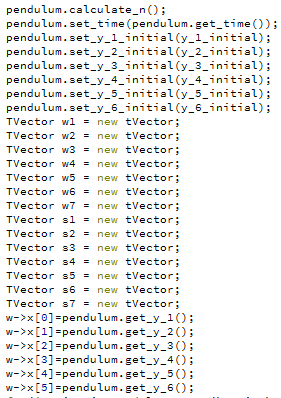 pendulum.calculate_n();
pendulum.set_time(pendulum.get_time());
pendulum.set_y_1_initial(y_1_initial);
pendulum.set_y_2_initial(y_2_initial);
pendulum.set_y_3_initial(y_3_initial);
pendulum.set_y_4_initial(y_4_initial);
pendulum.set_y_5_initial(y_5_initial);
pendulum.set_y_6_initial(y_6_initial);
TVector w1 = new tVector;
TVector w2 = new tVector;
TVector w3 = new tVector;
TVector w4 = new tVector;
TVector w5 = new tVector;
TVector w6 = new tVector;
TVector w7 = new tVector;
TVector s1 = new tVector;
TVector s2 = new tVector;
TVector s3 = new tVector;
TVector s4 = new tVector;
TVector s5 = new tVector;
TVector s6 = new tVector;
TVector s7 = new tVector;
w->x[0]=pendulum.get_y_1();
w->x[1]=pendulum.get_y_2();
w->x[2]=pendulum.get_y_3();
w->x[3]=pendulum.get_y_4();
w->x[4]=pendulum.get_y_5();
w->x[5]=pendulum.get_y_6();